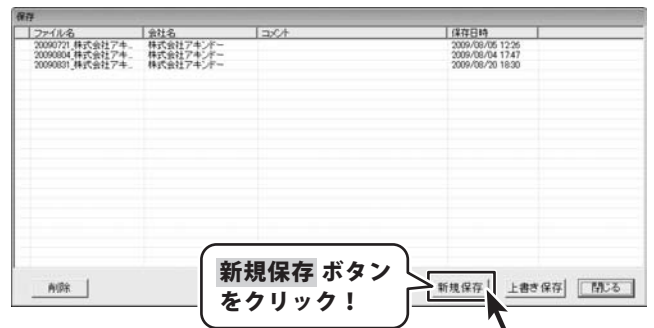 保存
ファイル名 会社名 コメント 保存日時
20090721_株式会社アキ... 株式会社アキンドー 2009/08/05 12:26
20090804_株式会社アキ... 株式会社アキンドー 2009/08/04 17:47
20090831_株式会社アキ... 株式会社アキンドー 2009/08/20 18:30
新規保存 ボタン
をクリック！
削除 新規保存 上書き保存 閉じる